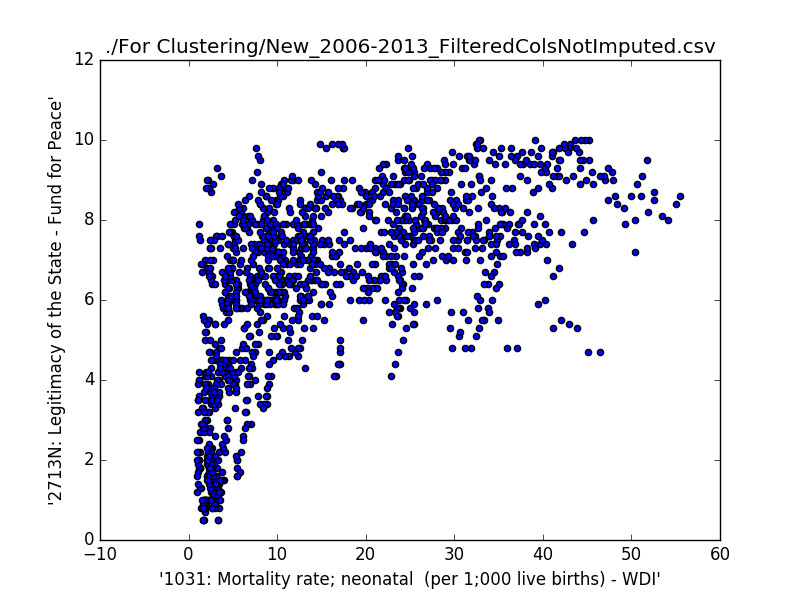 ./For Clustering/New_2006-2013_FilteredColsNotImputed.csv
12
10
8
6
4
2
0
'2713N: Legitimacy of the State - Fund for Peace'
−10 0 10 20 30 40 50 60
'1031: Mortality rate; neonatal  (per 1;000 live births) - WDI'